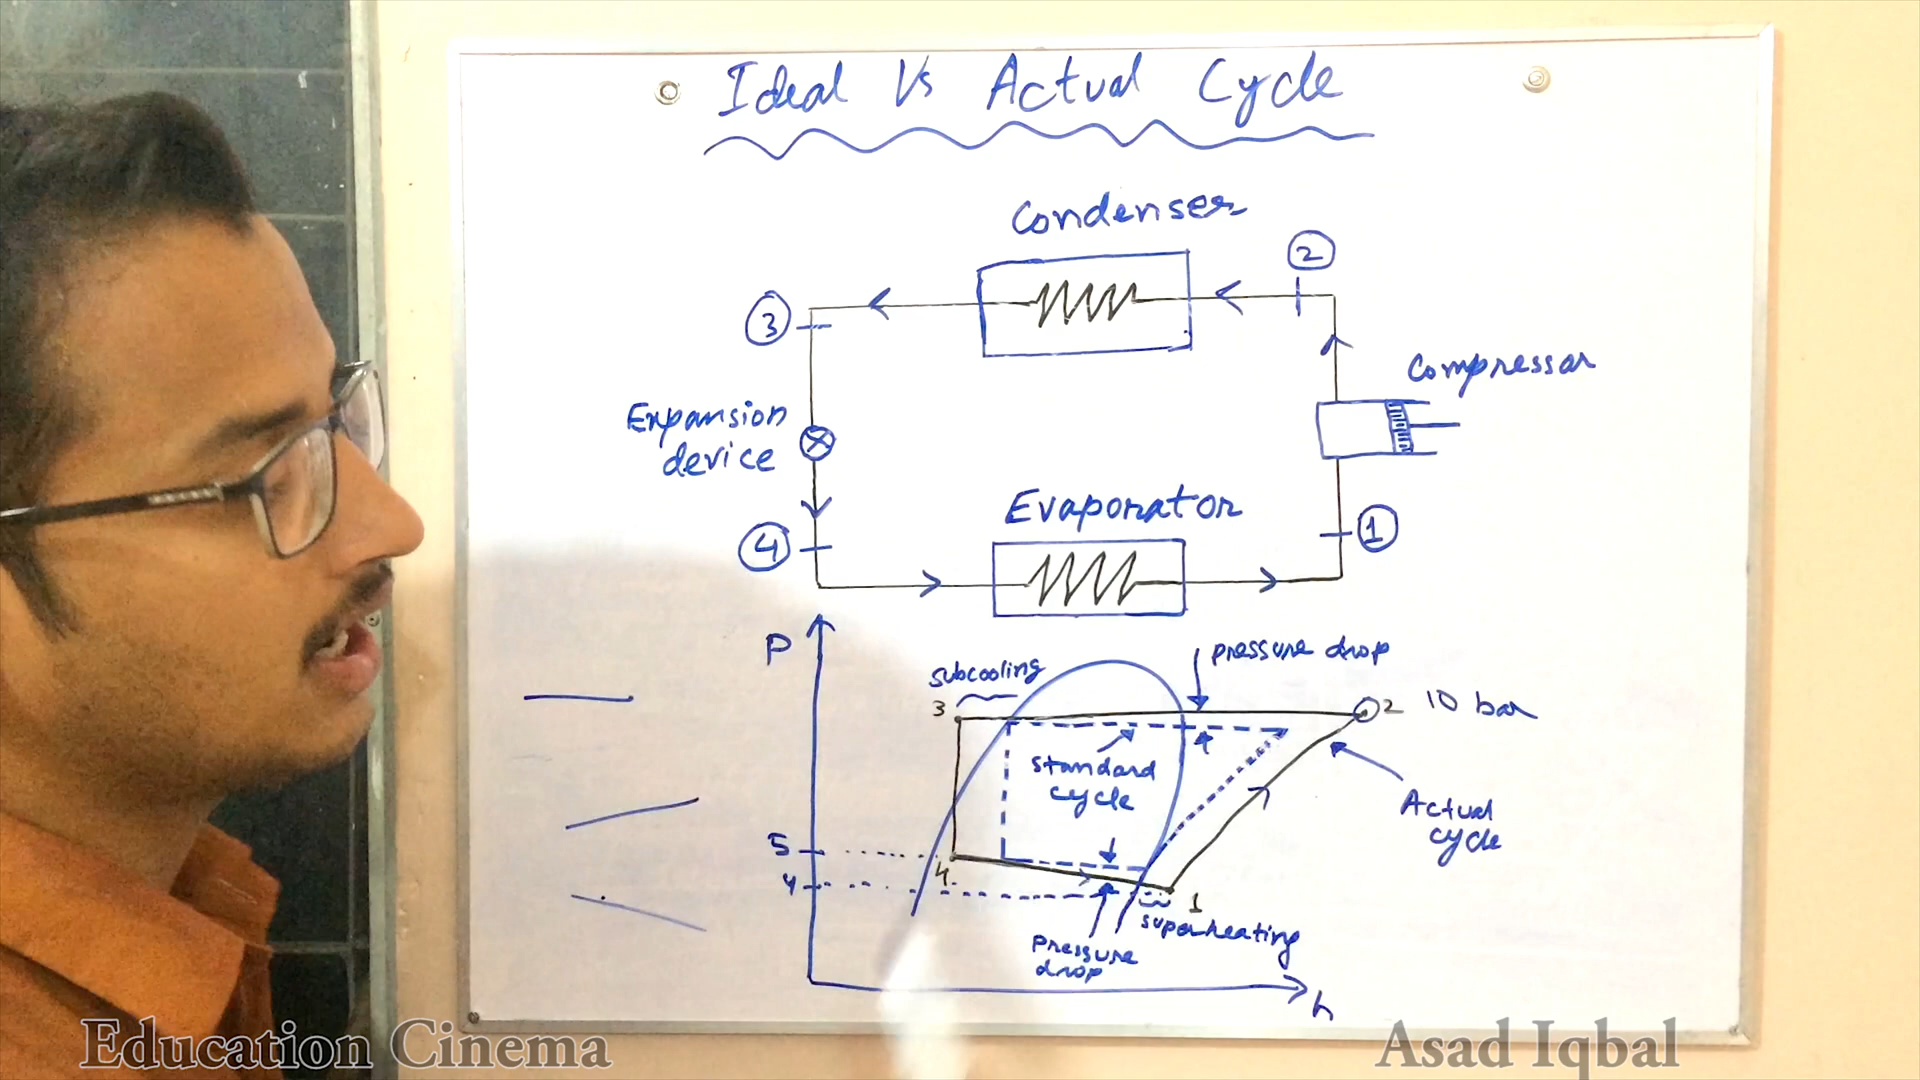 Ideal Vs Actual Cycle
Condenser
2
3
Compressor
Expansion
device
Evaporator
4
1
P
pressure drop
subcooling
3
2 10 bar
standard
cycle
Actual
cycle
5
4
4
1
superheating
pressure
drop
h
Education Cinema
Asad Iqbal